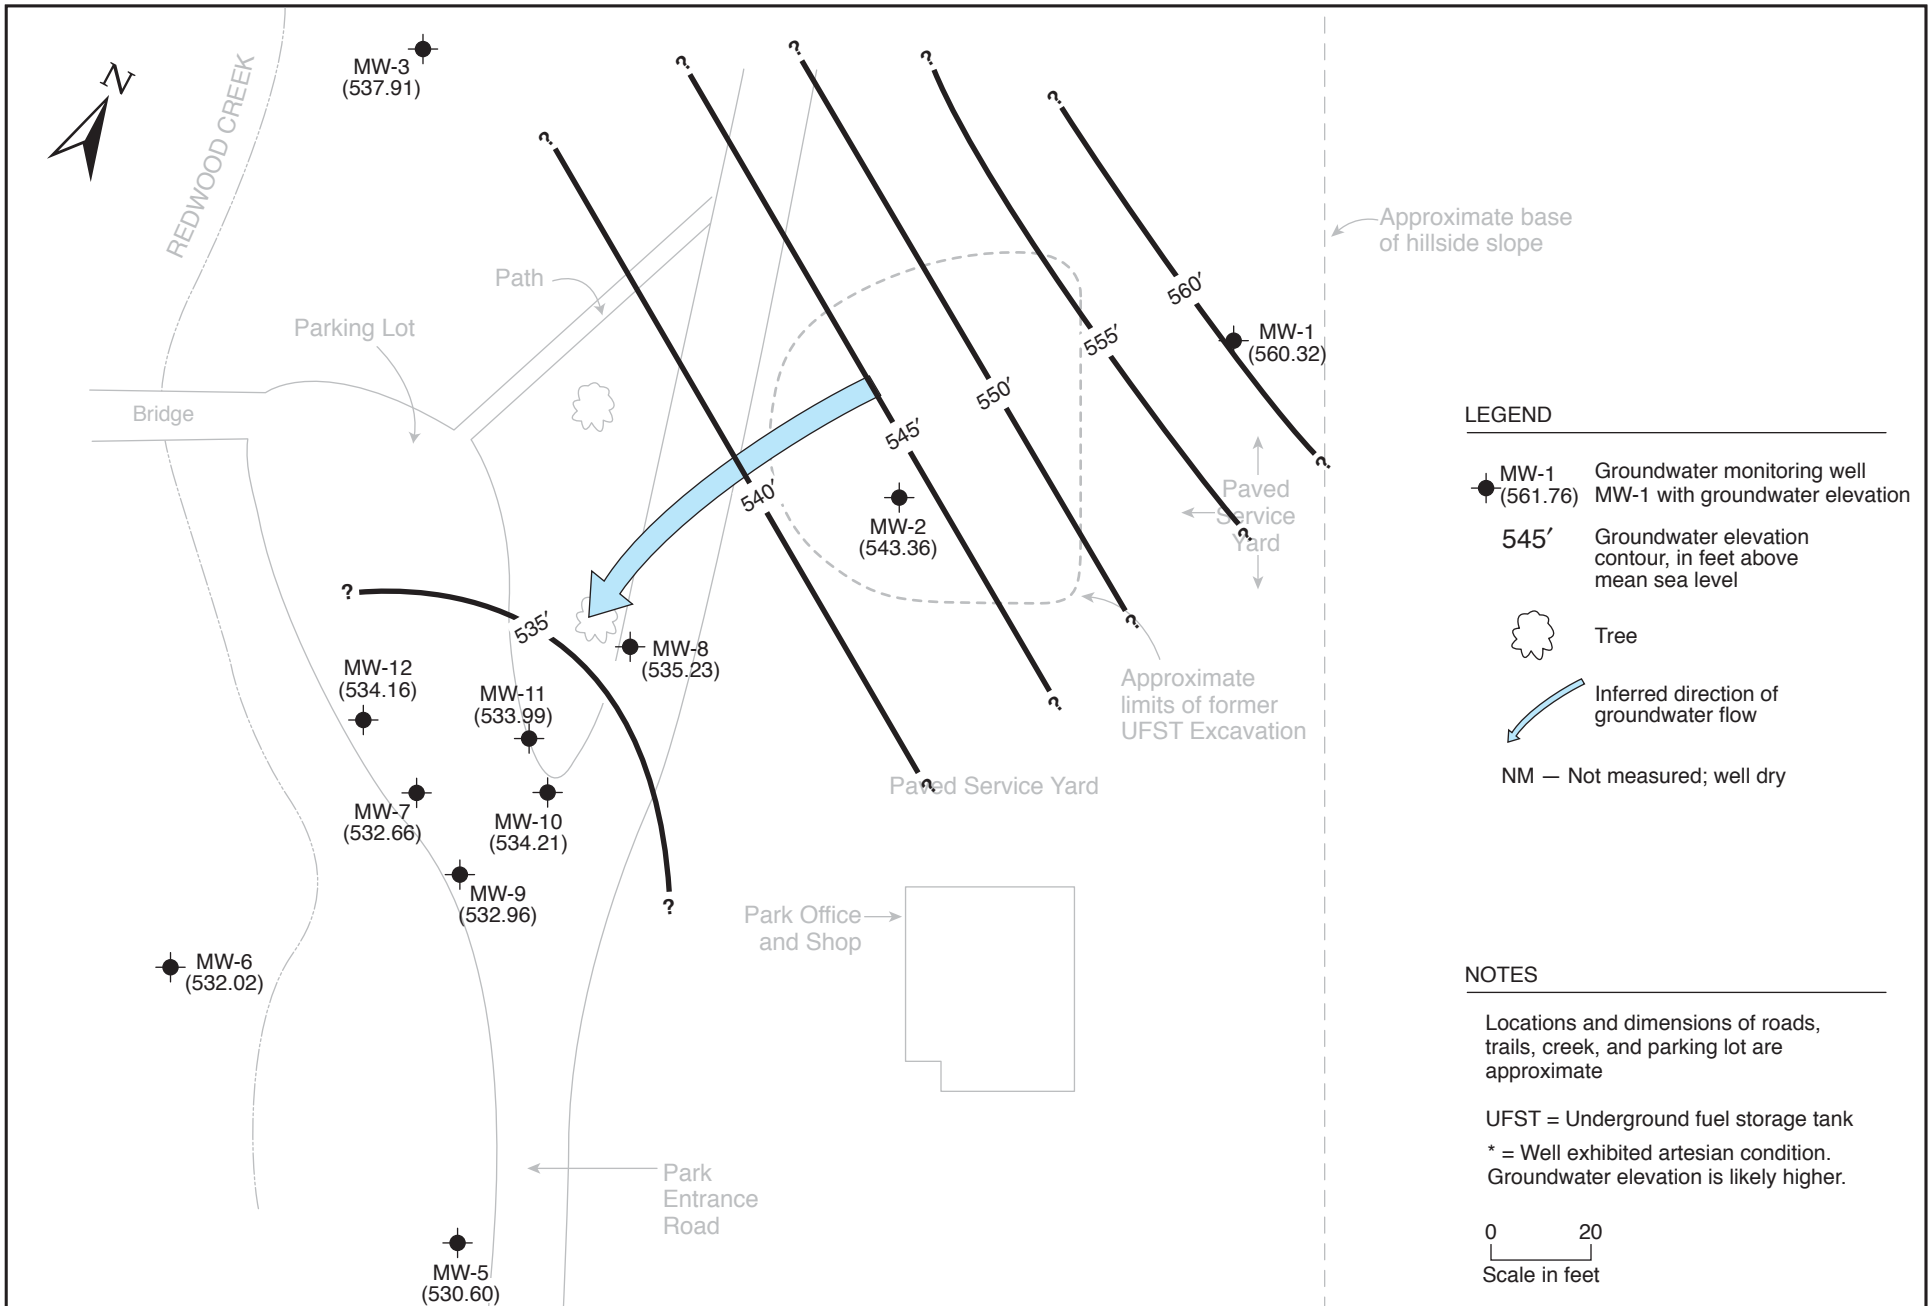 N
REDWOOD CREEK
MW-3
(537.91)
?
?
?
?
?
Approximate base
of hillside slope
Path
Parking Lot
Bridge
560′
555′
550′
545′
540′
535′
MW-1
(560.32)
MW-2
(543.36)
Paved
Service
Yard
?
?
?
?
?
?
?
MW-8
(535.23)
MW-12
(534.16)
MW-11
(533.99)
MW-7
(532.66)
MW-10
(534.21)
MW-9
(532.96)
MW-6
(532.02)
MW-5
(530.60)
Approximate
limits of former
UFST Excavation
Paved Service Yard
Park Office
and Shop
Park
Entrance
Road
LEGEND
MW-1
(561.76)
Groundwater monitoring well
MW-1 with groundwater elevation
545′
Groundwater elevation
contour, in feet above
mean sea level
Tree
Inferred direction of
groundwater flow
NM — Not measured; well dry
NOTES
Locations and dimensions of roads,
trails, creek, and parking lot are
approximate
UFST = Underground fuel storage tank
* = Well exhibited artesian condition.
Groundwater elevation is likely higher.
0 20
Scale in feet